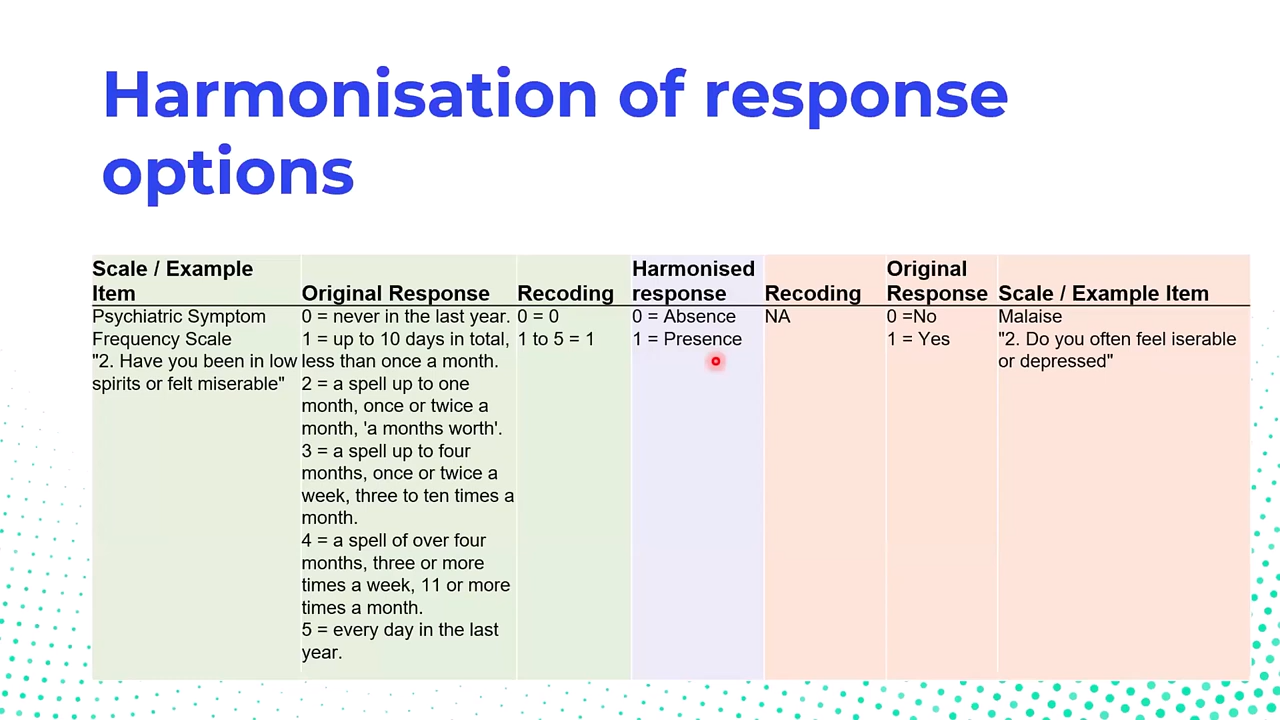 Harmonisation of response
options
Scale / Example
Item
Original Response
Recoding
Harmonised
response
Recoding
Original
Response
Scale / Example Item
Psychiatric Symptom
Frequency Scale
"2. Have you been in low
spirits or felt miserable"
0 = never in the last year.
1 = up to 10 days in total,
less than once a month.
2 = a spell up to one
month, once or twice a
month, 'a months worth'.
3 = a spell up to four
months, once or twice a
week, three to ten times a
month.
4 = a spell of over four
months, three or more
times a week, 11 or more
times a month.
5 = every day in the last
year.
0 = 0
1 to 5 = 1
0 = Absence
1 = Presence
NA
0 =No
1 = Yes
Malaise
"2. Do you often feel iserable
or depressed"